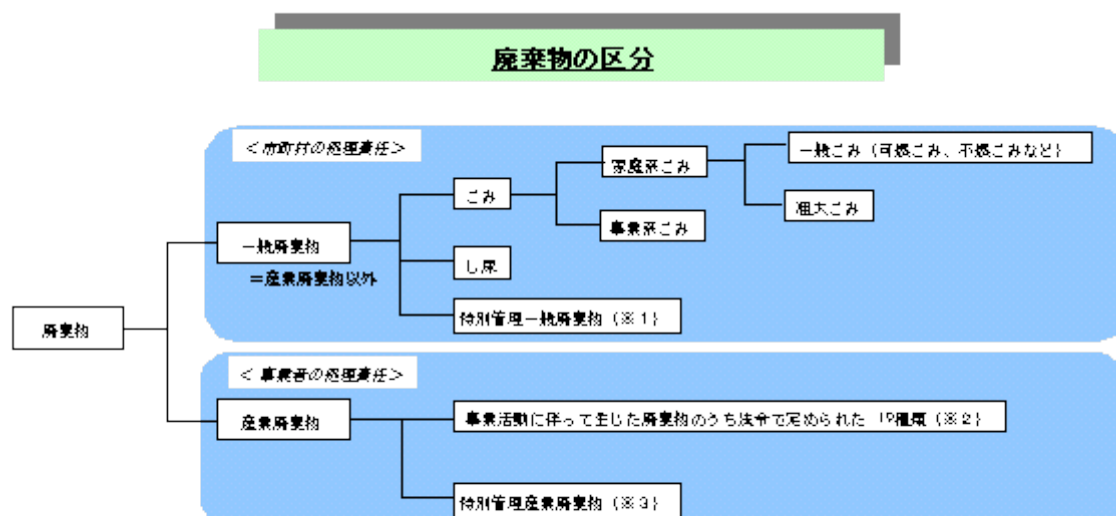 廃棄物の区分
＜市町村の処理責任＞
一般ごみ（可燃ごみ、不燃ごみなど）
家庭系ごみ
ごみ
粗大ごみ
事業系ごみ
一般廃棄物
し尿
＝産業廃棄物以外
特別管理一般廃棄物（※１）
廃棄物
＜事業者の処理責任＞
産業廃棄物
事業活動に伴って生じた廃棄物のうち法令で定められた 19種類（※２）
特別管理産業廃棄物（※３）